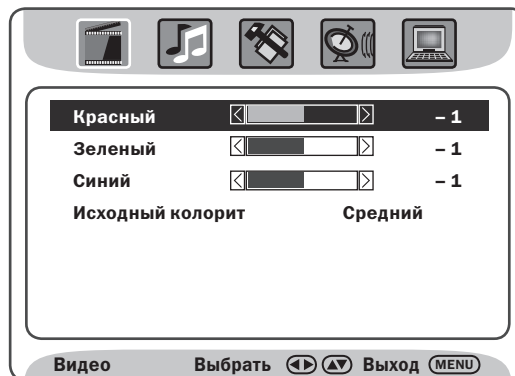 Красный – 1
Зеленый – 1
Синий – 1
Исходный колорит Средний
Видео Выбрать Выход MENU